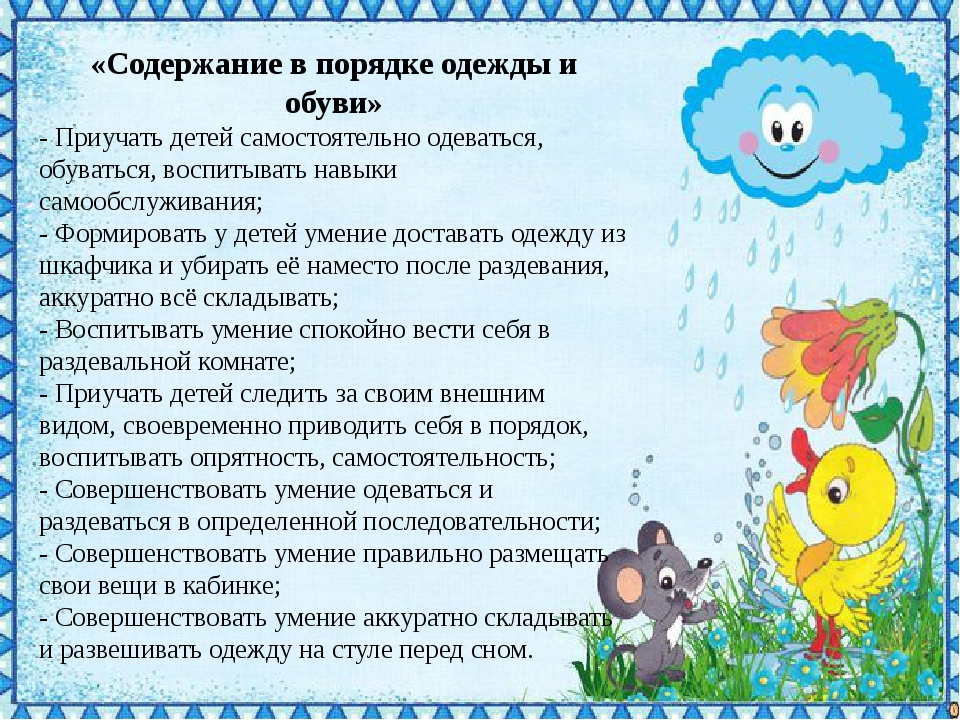 «Содержание в порядке одежды и
обуви»
- Приучать детей самостоятельно одеваться,
обуваться, воспитывать навыки
самообслуживания;
- Формировать у детей умение доставать одежду из
шкафчика и убирать её наместо после раздевания,
аккуратно всё складывать;
- Воспитывать умение спокойно вести себя в
раздевальной комнате;
- Приучать детей следить за своим внешним
видом, своевременно приводить себя в порядок,
воспитывать опрятность, самостоятельность;
- Совершенствовать умение одеваться и
раздеваться в определенной последовательности;
- Совершенствовать умение правильно размещать
свои вещи в кабинке;
- Совершенствовать умение аккуратно складывать
и развешивать одежду на стуле перед сном.